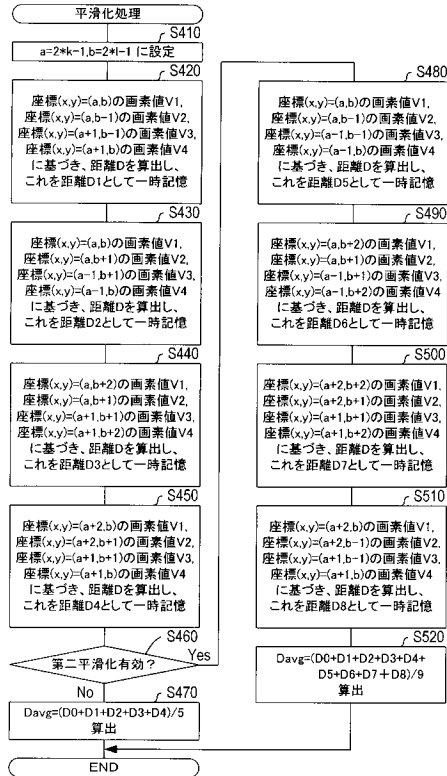 平滑化処理
S410
a=2*k-1,b=2*l-1 に設定
S420
座標(x,y)=(a,b)の画素値V1,
座標(x,y)=(a,b-1)の画素値V2,
座標(x,y)=(a+1,b-1)の画素値V3,
座標(x,y)=(a+1,b)の画素値V4
に基づき、距離Dを算出し、
これを距離D1として一時記憶
S430
座標(x,y)=(a,b)の画素値V1,
座標(x,y)=(a,b+1)の画素値V2,
座標(x,y)=(a-1,b+1)の画素値V3,
座標(x,y)=(a-1,b)の画素値V4
に基づき、距離Dを算出し、
これを距離D2として一時記憶
S440
座標(x,y)=(a,b+2)の画素値V1,
座標(x,y)=(a,b+1)の画素値V2,
座標(x,y)=(a+1,b+1)の画素値V3,
座標(x,y)=(a+1,b+2)の画素値V4
に基づき、距離Dを算出し、
これを距離D3として一時記憶
S450
座標(x,y)=(a+2,b)の画素値V1,
座標(x,y)=(a+2,b+1)の画素値V2,
座標(x,y)=(a+1,b+1)の画素値V3,
座標(x,y)=(a+1,b)の画素値V4
に基づき、距離Dを算出し、
これを距離D4として一時記憶
S460
第二平滑化有効?
Yes
No
S470
Davg=(D0+D1+D2+D3+D4)/5
算出
END
S480
座標(x,y)=(a,b)の画素値V1,
座標(x,y)=(a,b-1)の画素値V2,
座標(x,y)=(a-1,b-1)の画素値V3,
座標(x,y)=(a-1,b)の画素値V4
に基づき、距離Dを算出し、
これを距離D5として一時記憶
S490
座標(x,y)=(a,b+2)の画素値V1,
座標(x,y)=(a,b+1)の画素値V2,
座標(x,y)=(a-1,b+1)の画素値V3,
座標(x,y)=(a-1,b+2)の画素値V4
に基づき、距離Dを算出し、
これを距離D6として一時記憶
S500
座標(x,y)=(a+2,b+2)の画素値V1,
座標(x,y)=(a+2,b+1)の画素値V2,
座標(x,y)=(a+1,b+1)の画素値V3,
座標(x,y)=(a+1,b+2)の画素値V4
に基づき、距離Dを算出し、
これを距離D7として一時記憶
S510
座標(x,y)=(a+2,b)の画素値V1,
座標(x,y)=(a+2,b-1)の画素値V2,
座標(x,y)=(a+1,b-1)の画素値V3,
座標(x,y)=(a+1,b)の画素値V4
に基づき、距離Dを算出し、
これを距離D8として一時記憶
S520
Davg=(D0+D1+D2+D3+D4+
D5+D6+D7+D8)/9
算出